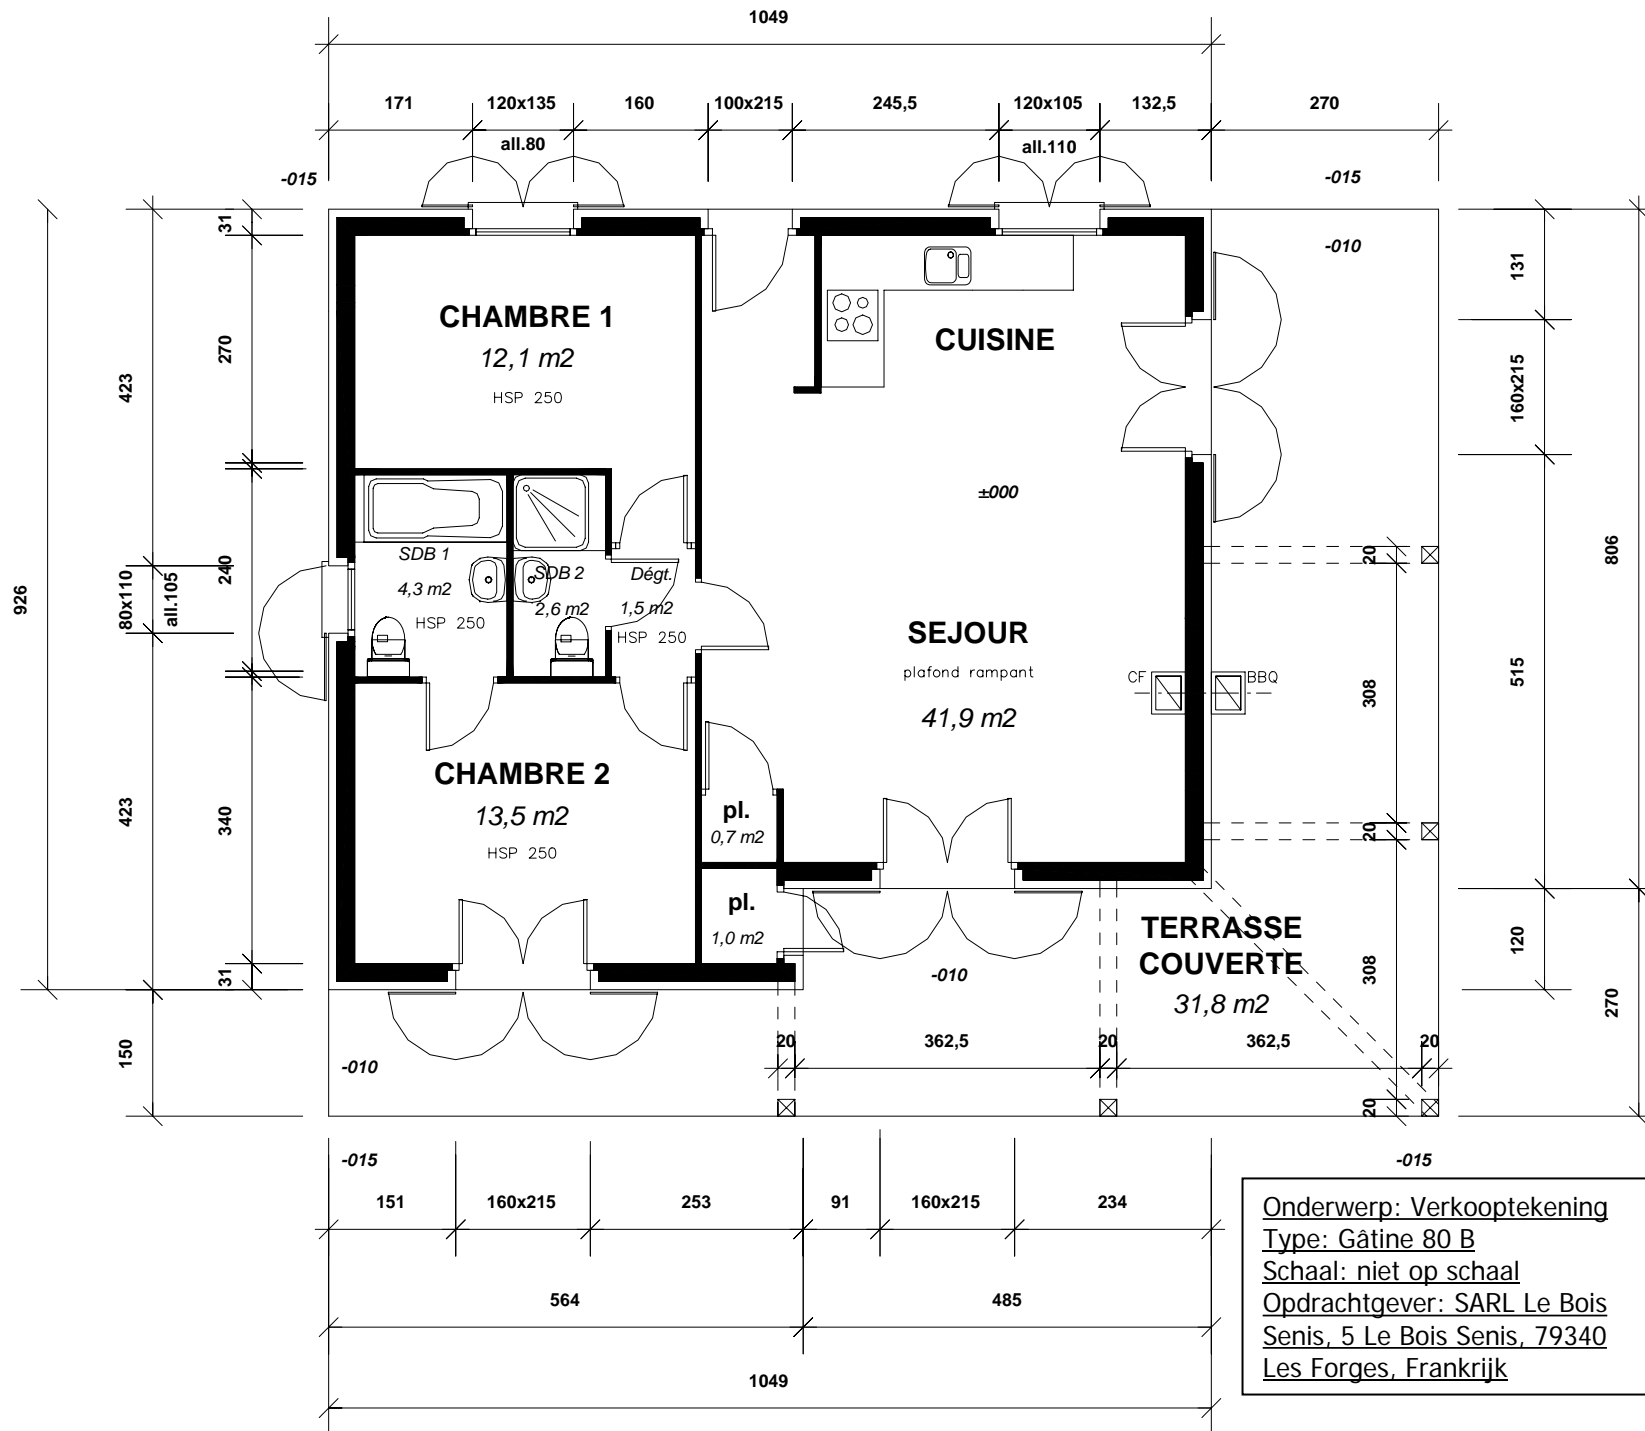 1049
171
120x135
160
100x215
245,5
120x105
132,5
270
all.80
all.110
-015
-015
-010
31
270
423
240
926
80x110
all.105
423
340
31
150
131
160x215
806
515
120
270
CHAMBRE 1
12,1 m2
HSP 250
CUISINE
±000
SDB 1
4,3 m2
HSP 250
SDB 2
2,6 m2
Dégt.
1,5 m2
HSP 250
SEJOUR
plafond rampant
41,9 m2
CF
BBQ
20
308
20
308
20
CHAMBRE 2
13,5 m2
HSP 250
pl.
0,7 m2
pl.
1,0 m2
TERRASSE
COUVERTE
31,8 m2
-010
20
362,5
20
362,5
20
-010
-015
-015
151
160x215
253
91
160x215
234
564
485
1049
Onderwerp: Verkooptekening
Type: Gâtine 80 B
Schaal: niet op schaal
Opdrachtgever: SARL Le Bois
Senis, 5 Le Bois Senis, 79340
Les Forges, Frankrijk